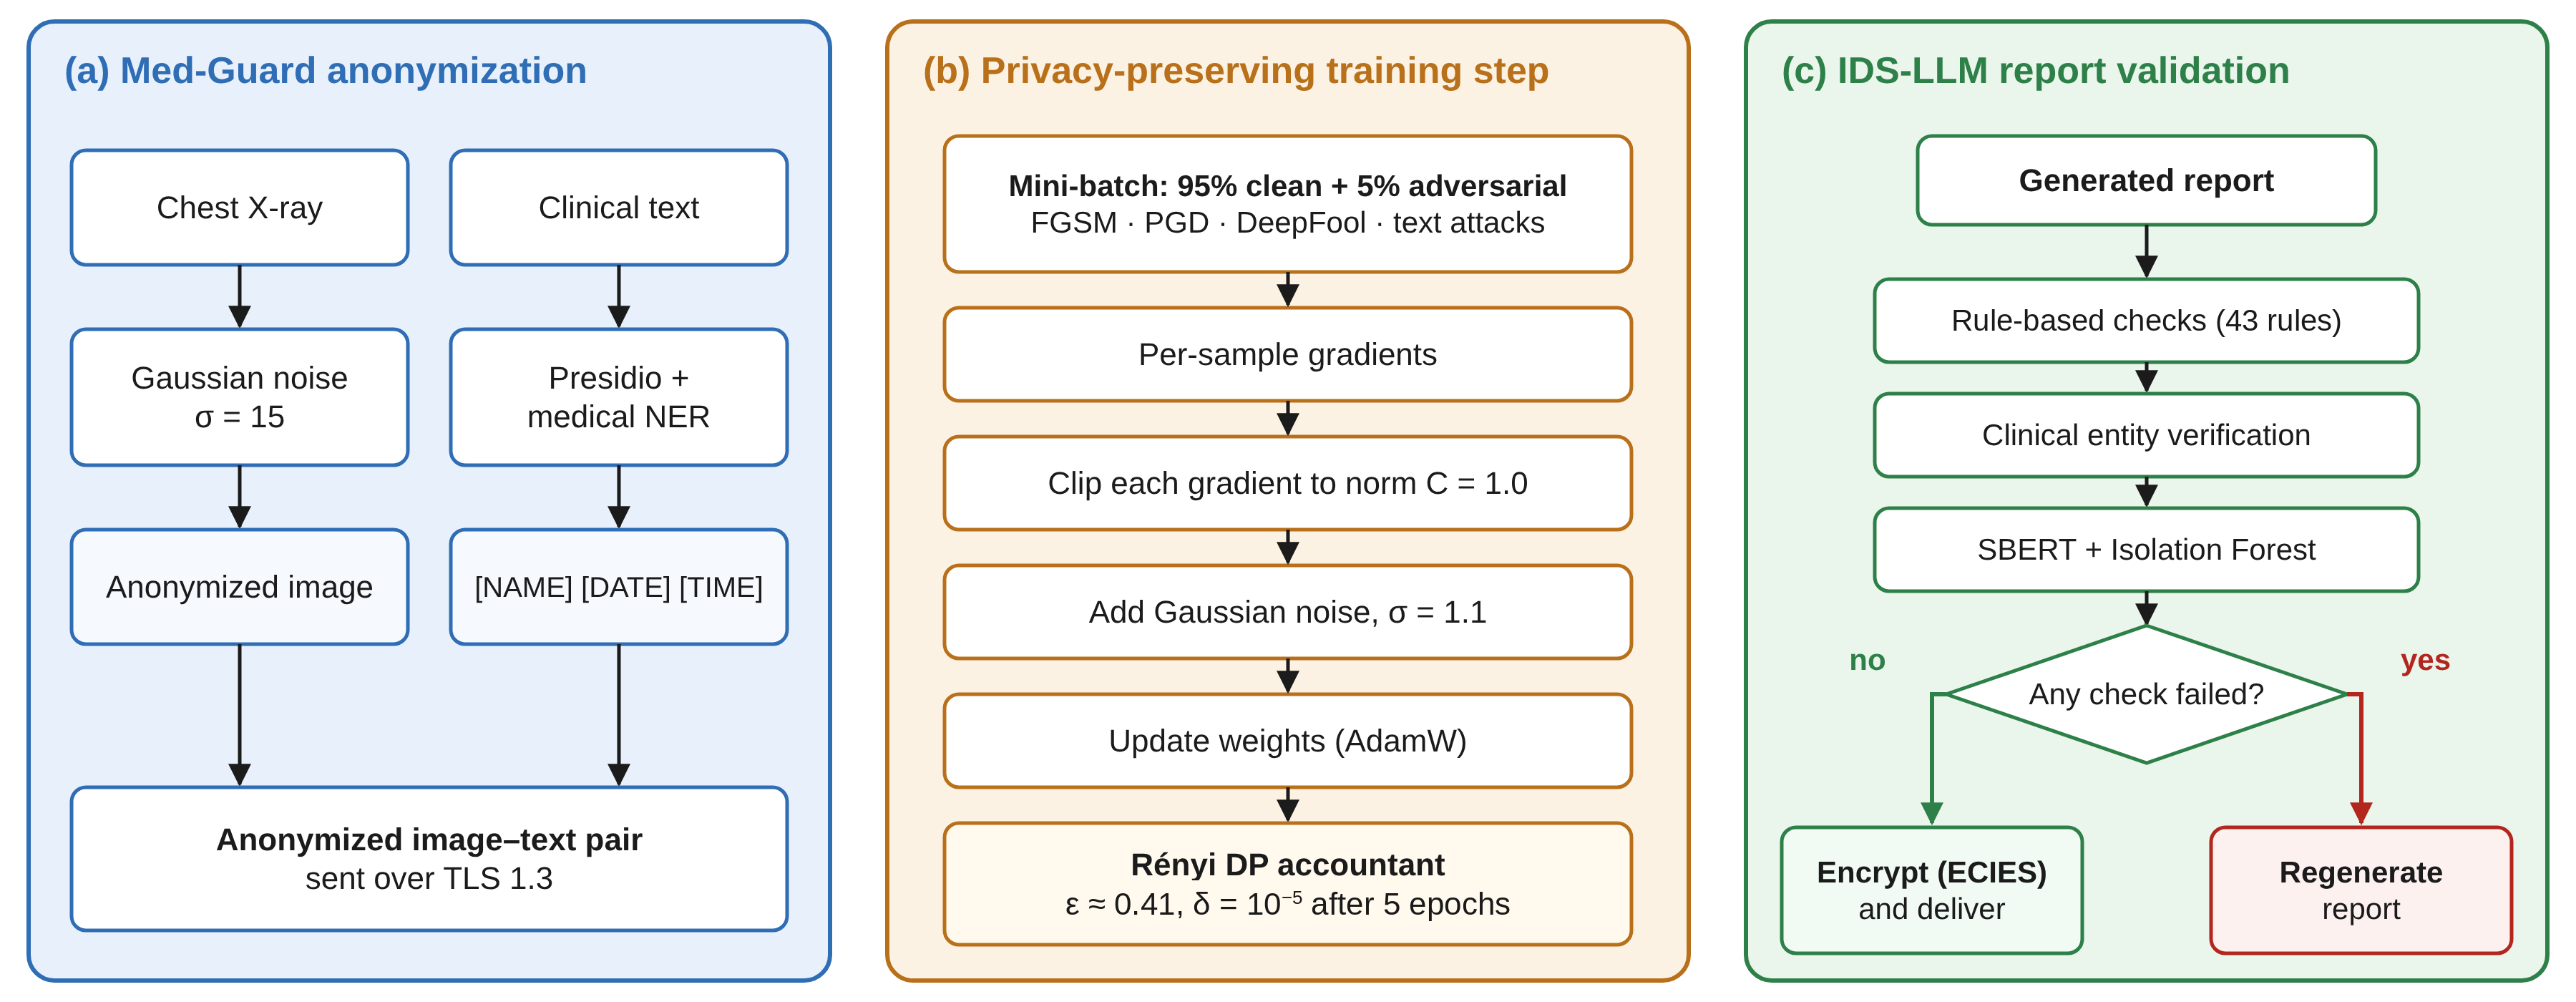 (a) Med-Guard anonymization
Chest X-ray
Clinical text
Gaussian noise
σ = 15
Presidio +
medical NER
Anonymized image
[NAME] [DATE] [TIME]
Anonymized image–text pair
sent over TLS 1.3
(b) Privacy-preserving training step
Mini-batch: 95% clean + 5% adversarial
FGSM · PGD · DeepFool · text attacks
Per-sample gradients
Clip each gradient to norm C = 1.0
Add Gaussian noise, σ = 1.1
Update weights (AdamW)
Rényi DP accountant
ε ≈ 0.41, δ = 10⁻⁵ after 5 epochs
(c) IDS-LLM report validation
Generated report
Rule-based checks (43 rules)
Clinical entity verification
SBERT + Isolation Forest
no
yes
Any check failed?
Encrypt (ECIES)
and deliver
Regenerate
report